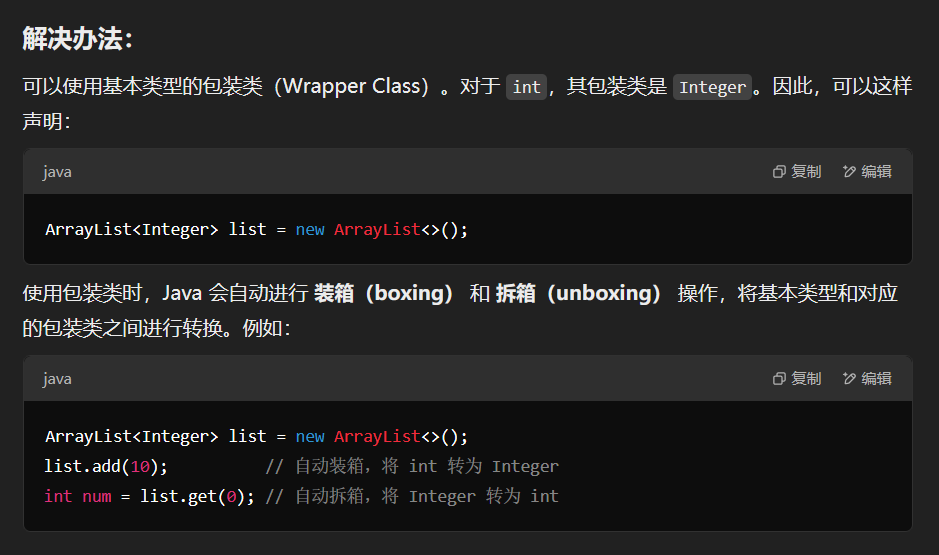 解决办法：
可以使用基本类型的包装类（Wrapper Class）。对于 int，其包装类是 Integer。因此，可以这样
声明：
java 复制 编辑
ArrayList<Integer> list = new ArrayList<>();
使用包装类时，Java 会自动进行 装箱（boxing） 和 拆箱（unboxing） 操作，将基本类型和对应
的包装类之间进行转换。例如：
java 复制 编辑
ArrayList<Integer> list = new ArrayList<>();
list.add(10);          // 自动装箱，将 int 转为 Integer
int num = list.get(0); // 自动拆箱，将 Integer 转为 int